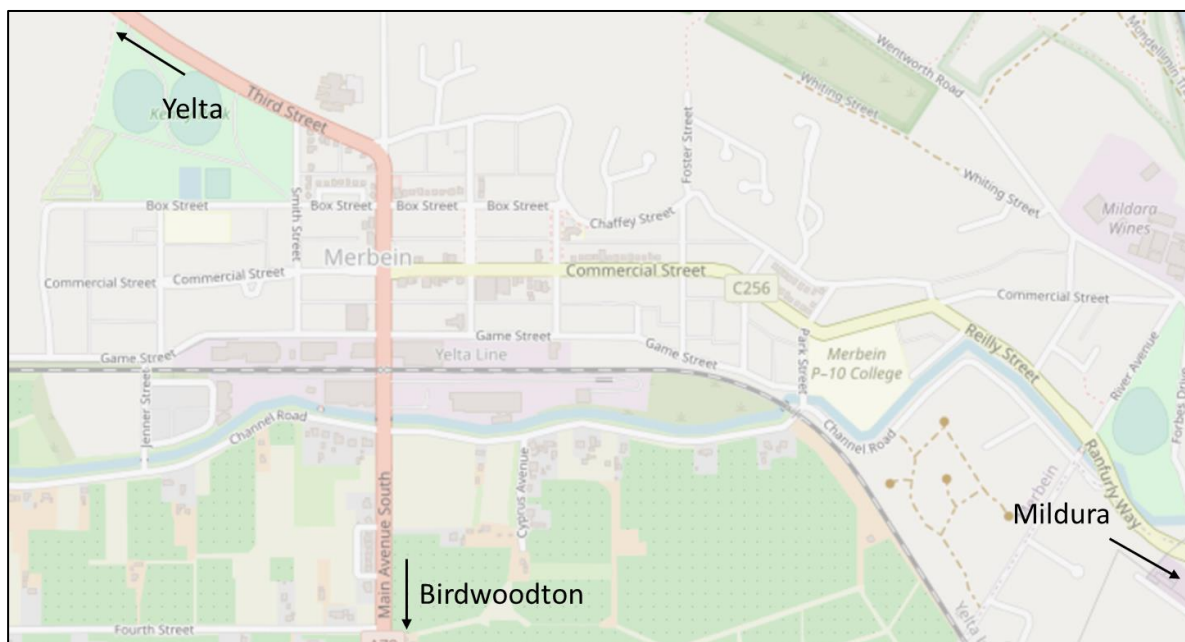 Yelta
Third Street
Wentworth Road
Whiting Street
Foster Street
Whiting Street
Smith Street
Box Street
Box Street
Box Street
Box Street
Chaffey Street
Mildara
Wines
Merbein
Commercial Street
Commercial Street
Commercial Street
C256
Commercial Street
Game Street
Game Street
Yelta Line
Game Street
Park Street
Merbein
P–10 College
Reilly Street
River Avenue
Forbes Drive
Jenner Street
Channel Road
Channel Road
Cyprus Avenue
Main Avenue South
Ranfurly Way
Mildura
Birdwoodton
Fourth Street
Yelta